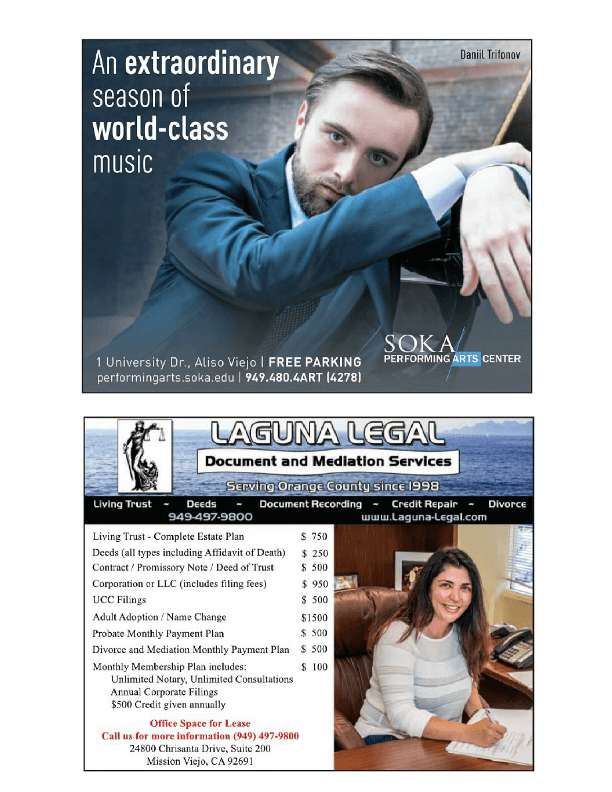 Daniil Trifonov
An extraordinary
season of
world-class
music
SOKA
PERFORMING ARTS CENTER
1 University Dr., Aliso Viejo | FREE PARKING
performingarts.soka.edu | 949.480.4ART (4278)
LAGUNA LEGAL
Document and Mediation Services
Serving Orange County since 1998
Living Trust ~ Deeds ~ Document Recording ~ Credit Repair ~ Divorce
949-497-9800 www.Laguna-Legal.com
Living Trust - Complete Estate Plan $ 750
Deeds (all types including Affidavit of Death) $ 250
Contract / Promissory Note / Deed of Trust $ 500
Corporation or LLC (includes filing fees) $ 950
UCC Filings $ 500
Adult Adoption / Name Change $1500
Probate Monthly Payment Plan $ 500
Divorce and Mediation Monthly Payment Plan $ 500
Monthly Membership Plan includes: $ 100
Unlimited Notary, Unlimited Consultations
Annual Corporate Filings
$500 Credit given annually
Office Space for Lease
Call us for more information (949) 497-9800
24800 Chrisanta Drive, Suite 200
Mission Viejo, CA 92691